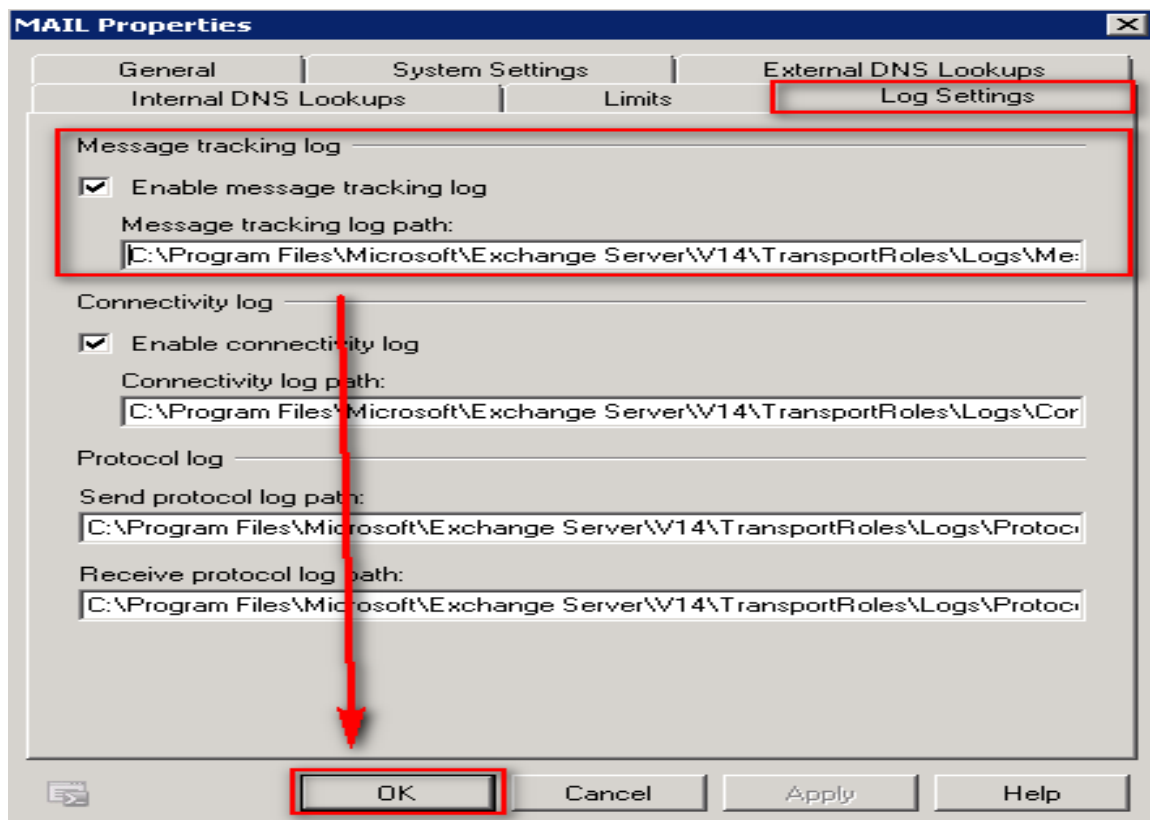 MAIL Properties
General System Settings External DNS Lookups
Internal DNS Lookups Limits Log Settings
Message tracking log
Enable message tracking log
Message tracking log path:
C:\Program Files\Microsoft\Exchange Server\V14\TransportRoles\Logs\Me
Connectivity log
Enable connectivity log
Connectivity log path:
C:\Program Files\Microsoft\Exchange Server\V14\TransportRoles\Logs\Cor
Protocol log
Send protocol log path:
C:\Program Files\Microsoft\Exchange Server\V14\TransportRoles\Logs\Protoc
Receive protocol log path:
C:\Program Files\Microsoft\Exchange Server\V14\TransportRoles\Logs\Protoc
OK Cancel Apply Help